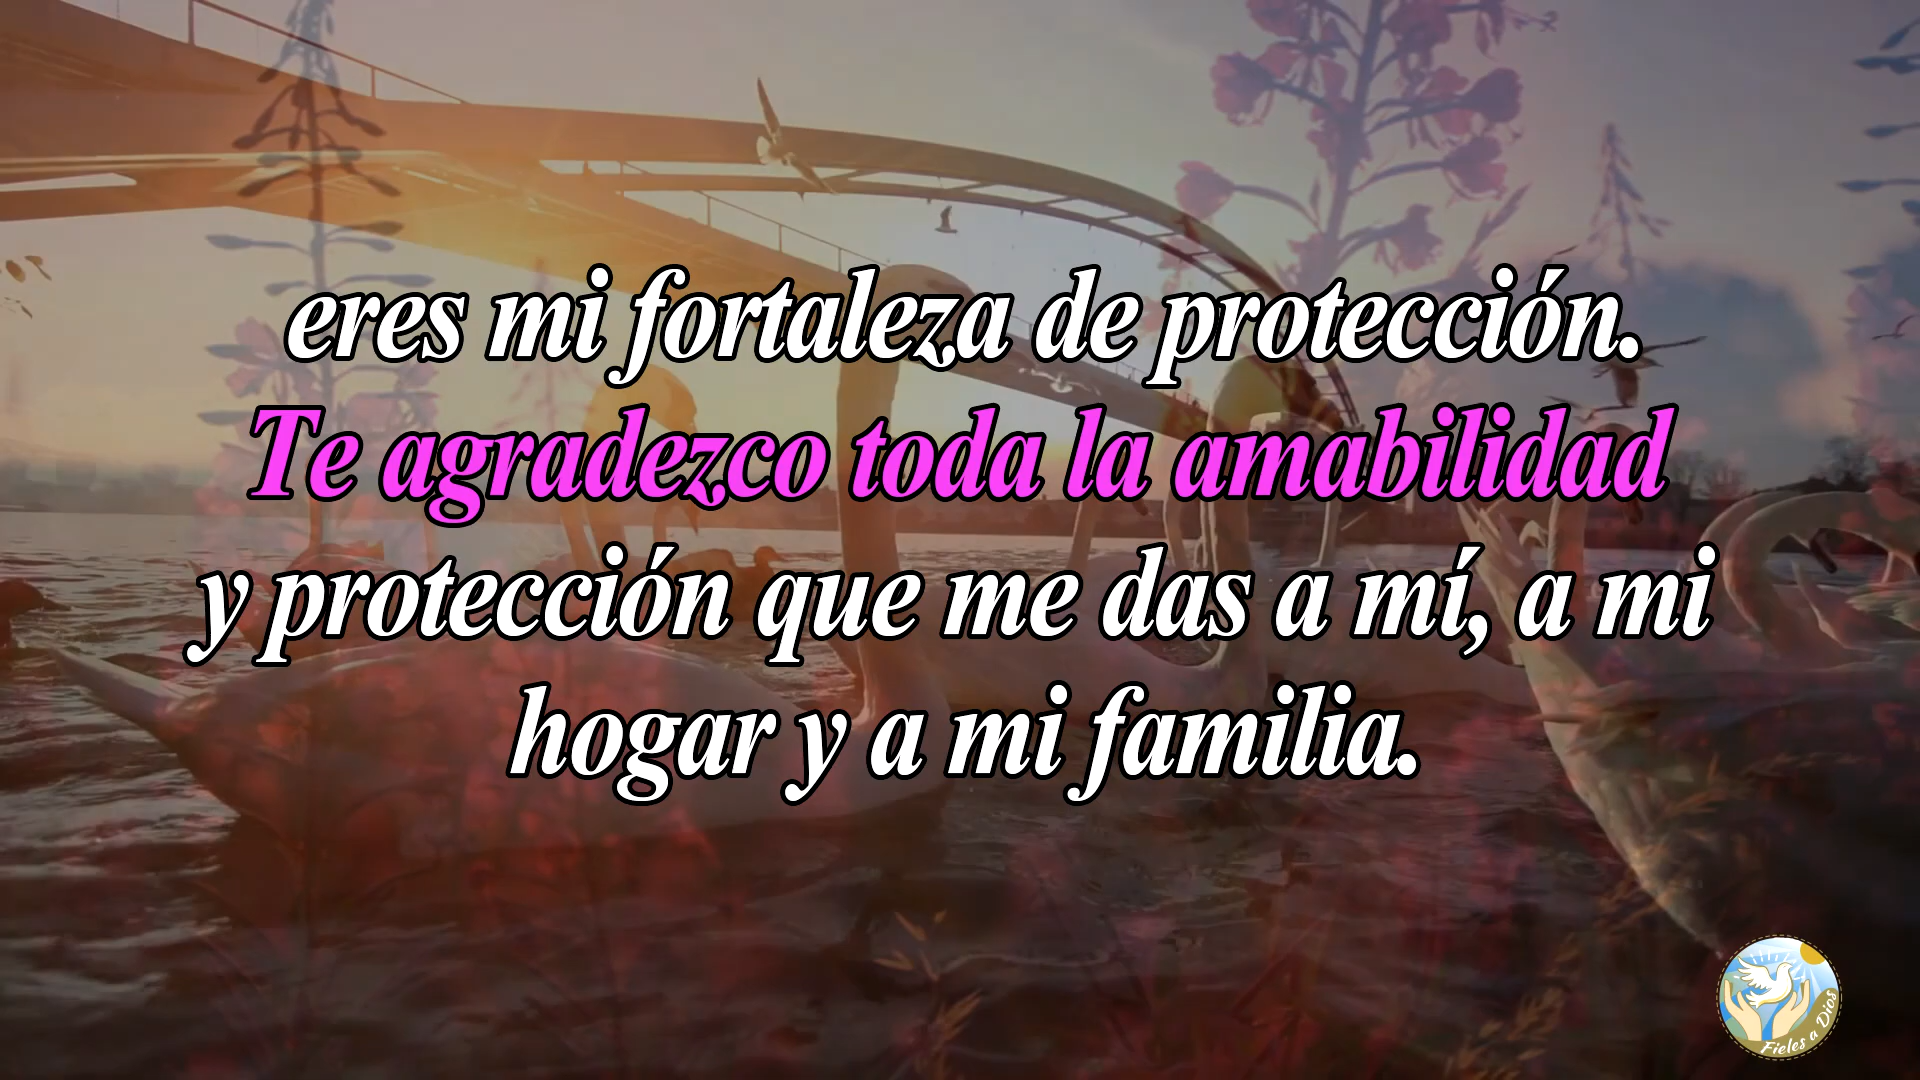 eres mi fortaleza de protección.
Te agradezco toda la amabilidad
y protección que me das a mí, a mi
hogar y a mi familia.
Fieles a Dios